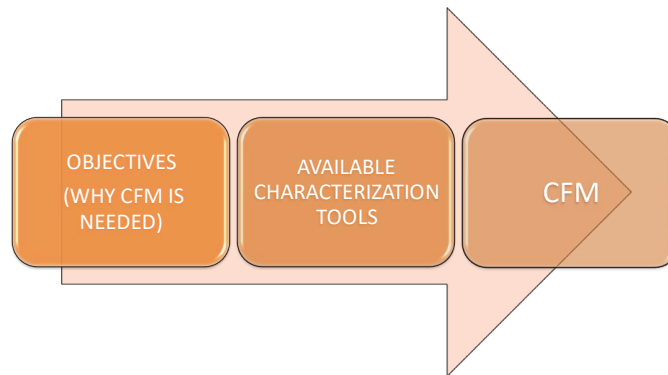 OBJECTIVES
(WHY CFM IS
NEEDED)
AVAILABLE
CHARACTERIZATION
TOOLS
CFM